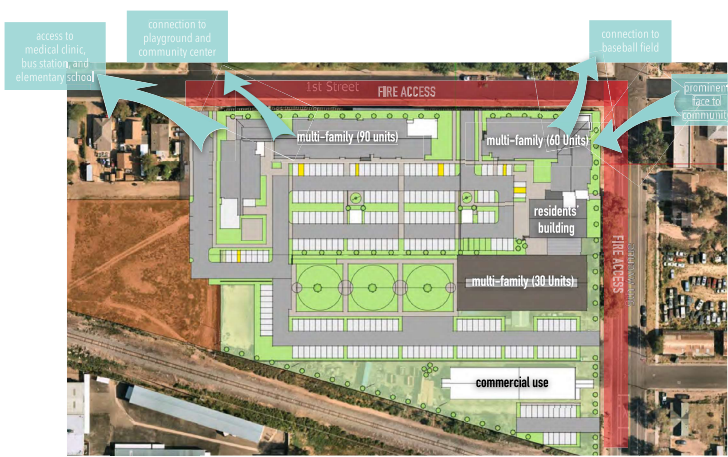 access to
medical clinic,
bus station, and
elementary school
connection to
playground and
community center
connection to
baseball field
prominent
face to
community
1st Street
FIRE ACCESS
multi-family (90 units)
multi-family (60 Units)
residents'
building
multi-family (30 Units)
FIRE ACCESS
commercial use